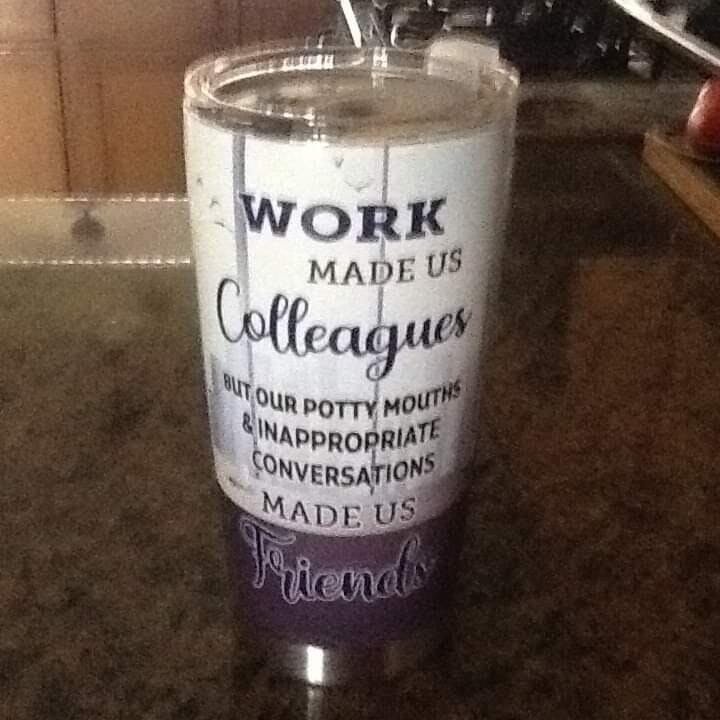 WORK
MADE US
Colleagues
BUT OUR POTTY MOUTHS
& INAPPROPRIATE
CONVERSATIONS
MADE US
Friends